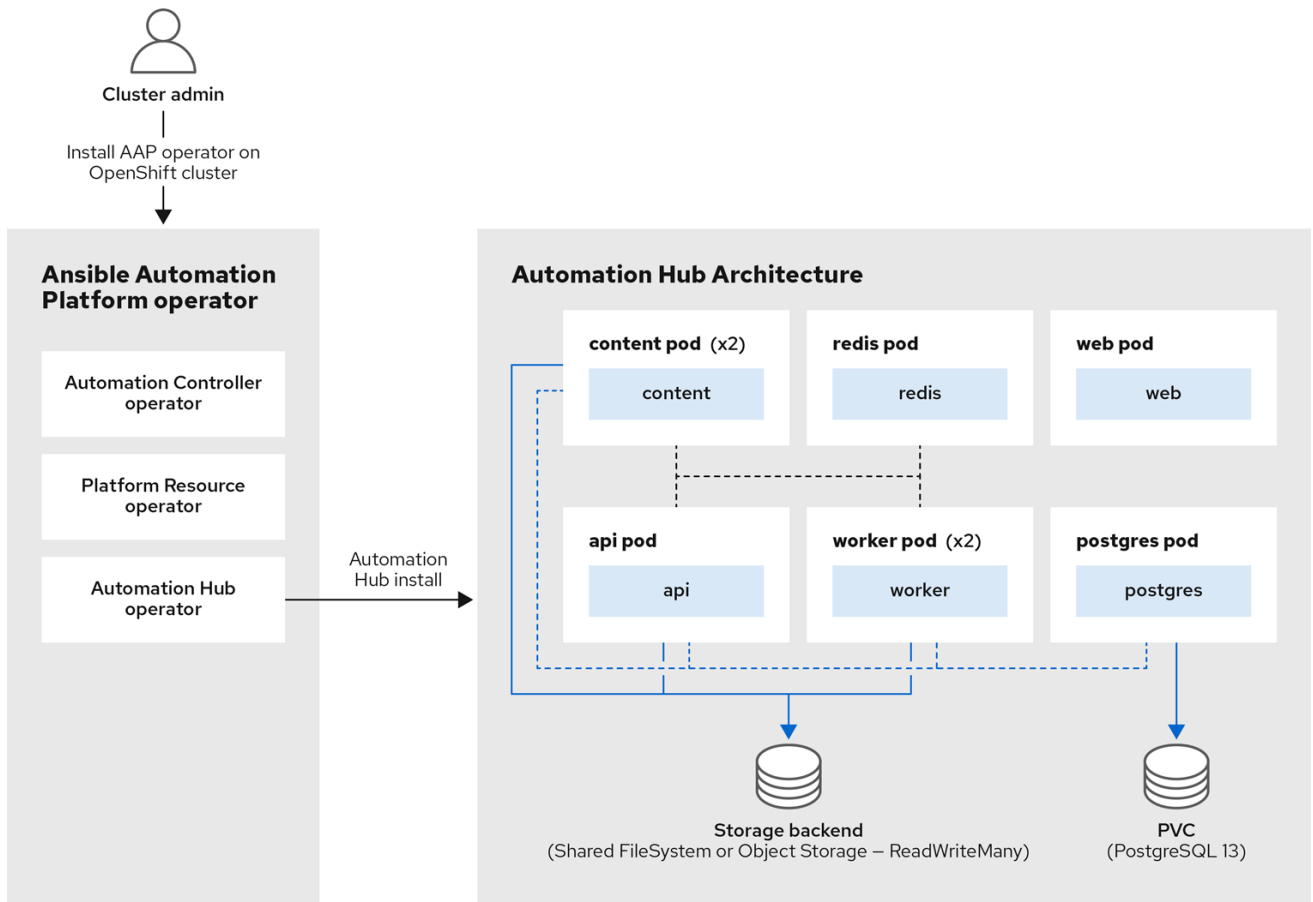 Cluster admin
Install AAP operator on
OpenShift cluster
Ansible Automation
Platform operator
Automation Controller
operator
Platform Resource
operator
Automation Hub
operator
Automation
Hub install
Automation Hub Architecture
content pod (x2)
content
redis pod
redis
web pod
web
api pod
api
worker pod (x2)
worker
postgres pod
postgres
Storage backend
(Shared FileSystem or Object Storage — ReadWriteMany)
PVC
(PostgreSQL 13)